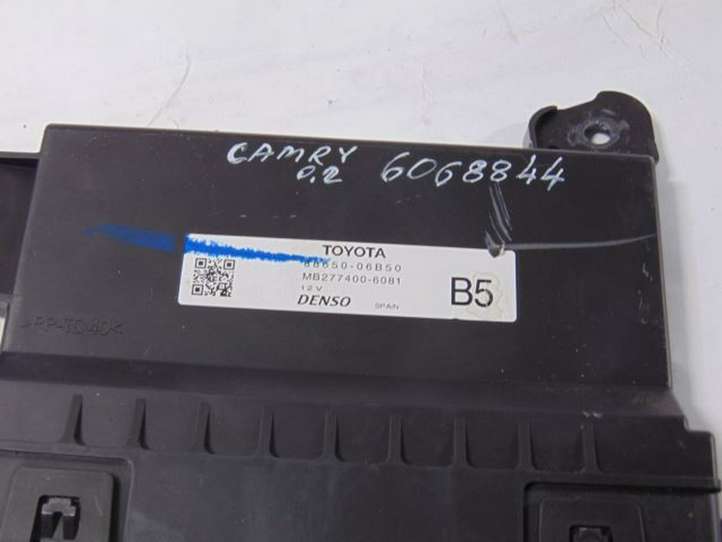 CAMRY 6068844
0.2
TOYOTA
88650-06B50
MB277400-6081
12V
DENSO SPAIN
B5